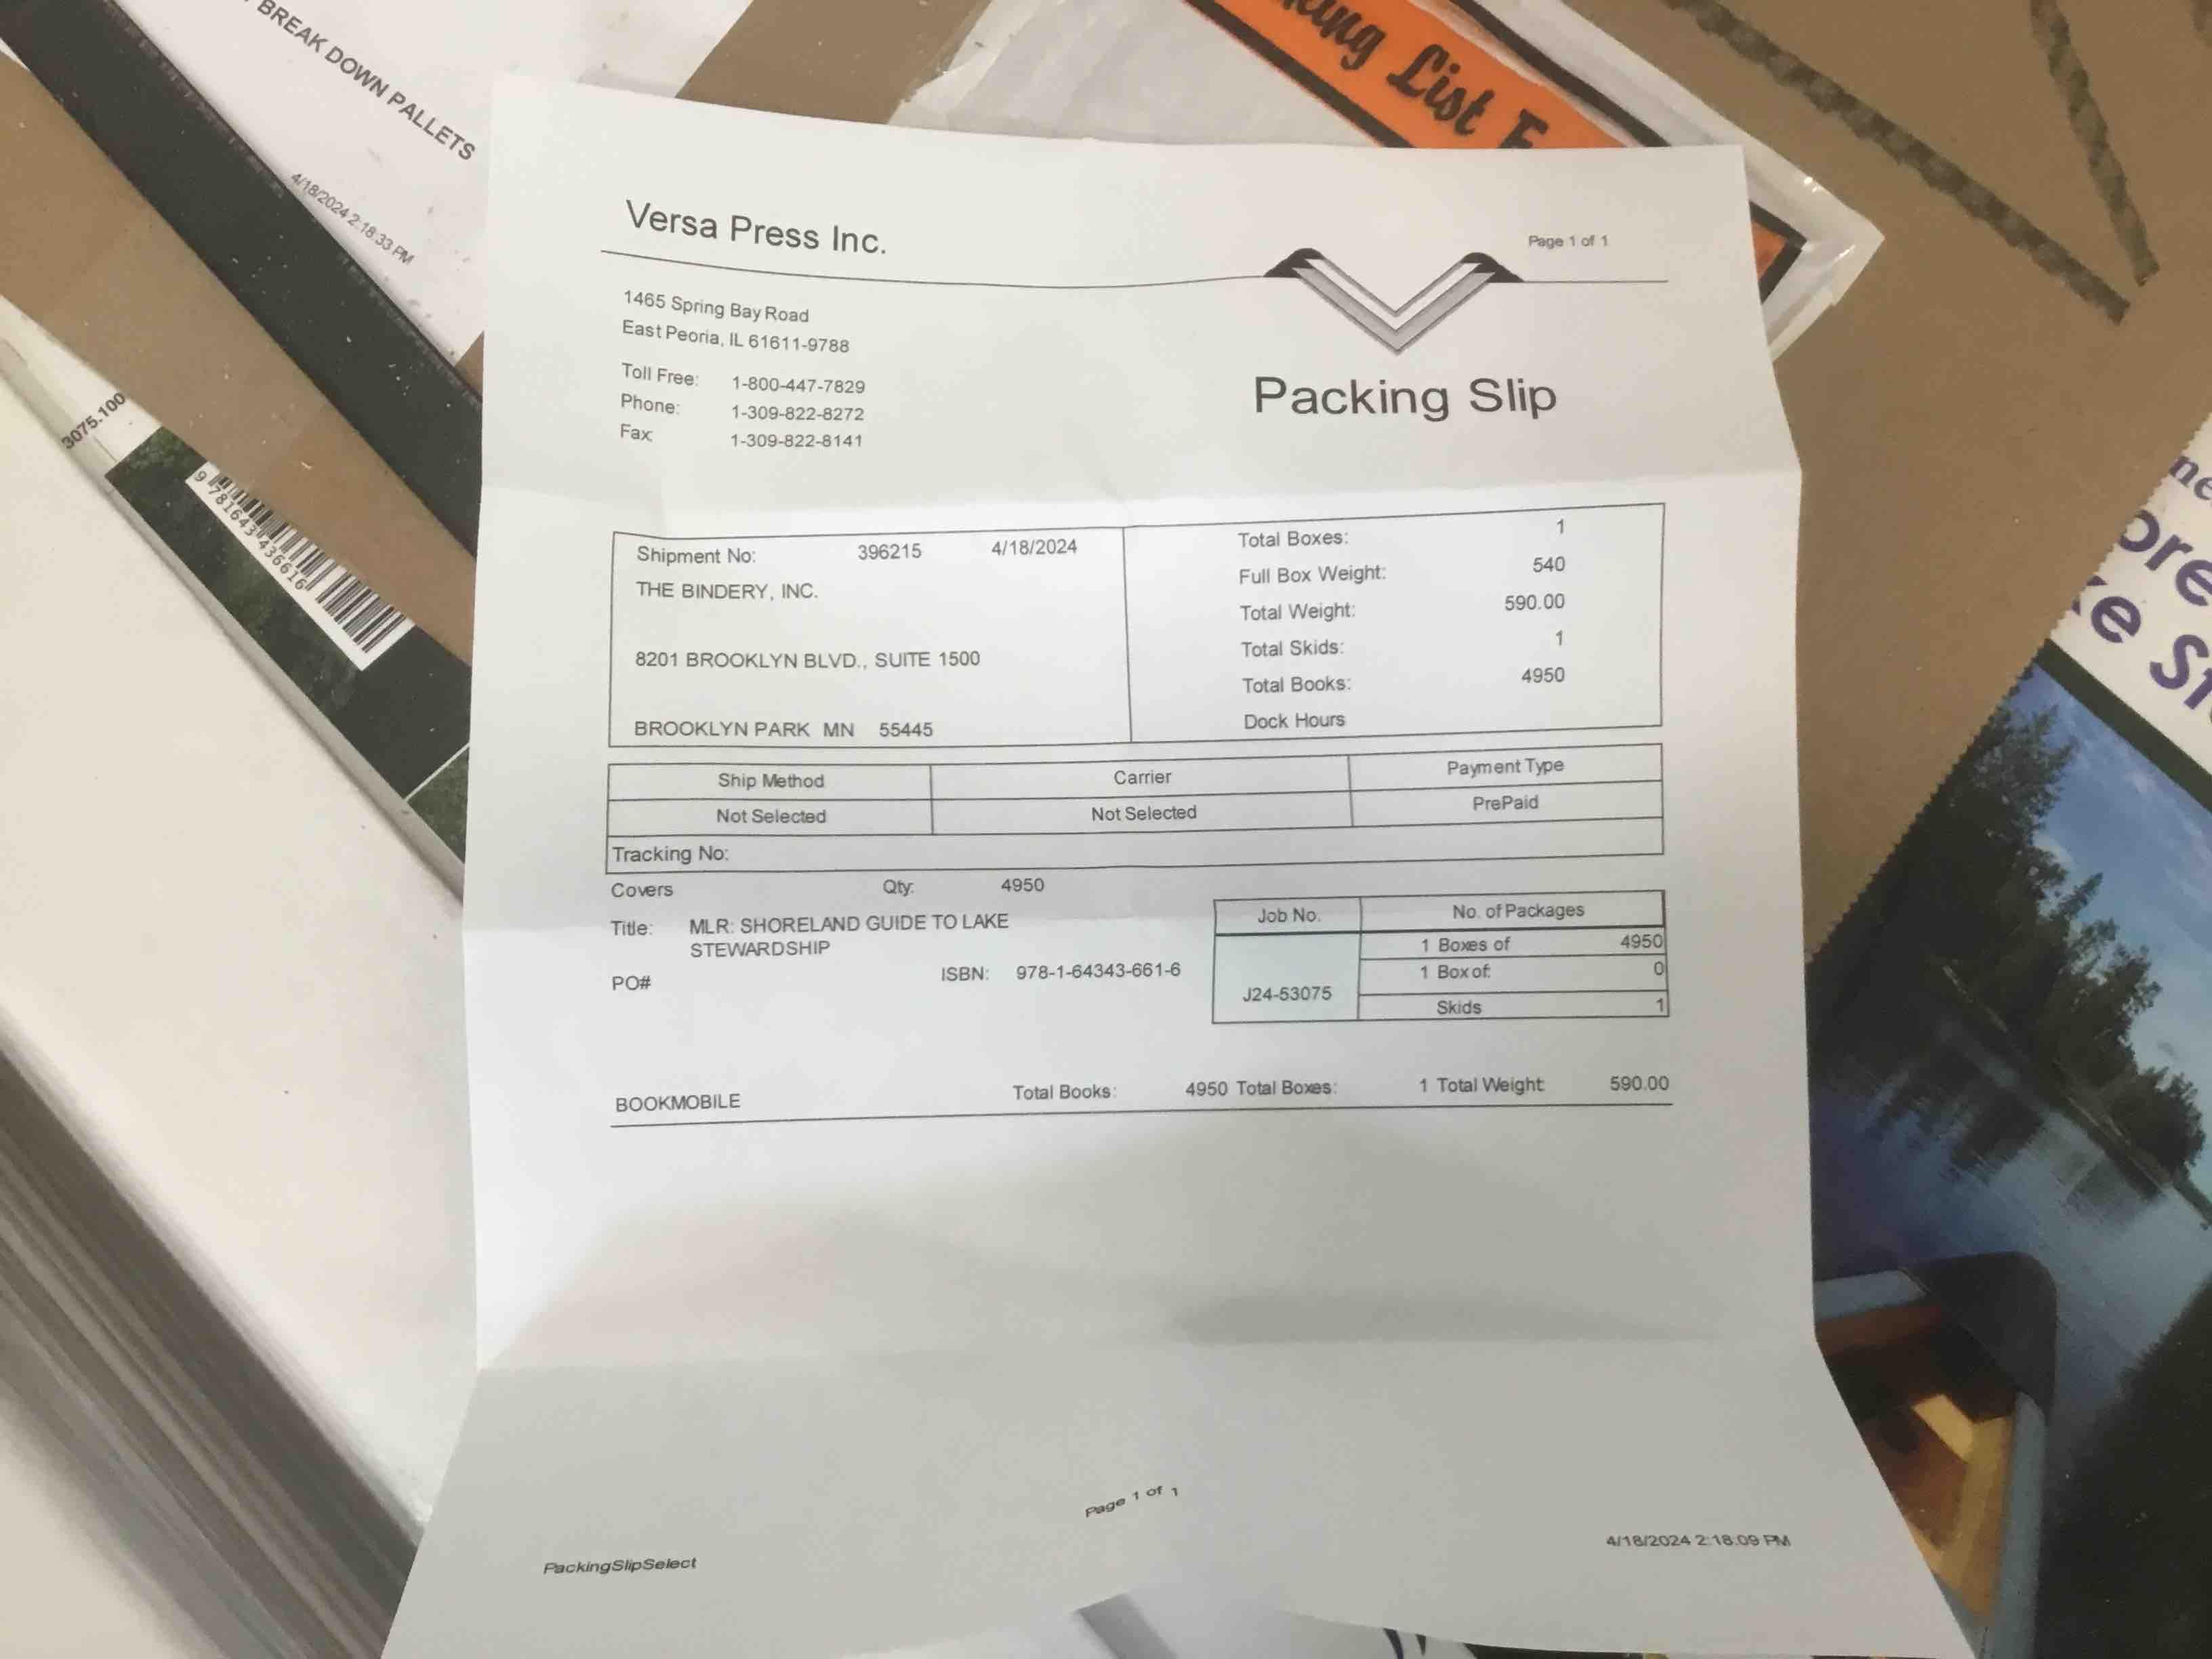 BREAK DOWN PALLETS
4/18/2024 2:18:33 PM
3075.100
9 781643 436616
king List E
Versa Press Inc.
Page 1 of 1
1465 Spring Bay Road
East Peoria, IL 61611-9788
Toll Free: 1-800-447-7829
Phone: 1-309-822-8272
Fax: 1-309-822-8141
Packing Slip
Shipment No: 396215 4/18/2024
THE BINDERY, INC.
8201 BROOKLYN BLVD., SUITE 1500
BROOKLYN PARK MN 55445
Total Boxes: 1
Full Box Weight: 540
Total Weight: 590.00
Total Skids: 1
Total Books: 4950
Dock Hours
Ship Method Carrier Payment Type
Not Selected Not Selected PrePaid
Tracking No:
Covers Qty: 4950
Title: MLR: SHORELAND GUIDE TO LAKE
STEWARDSHIP
PO# ISBN: 978-1-64343-661-6
Job No. No. of Packages
J24-53075
1 Boxes of 4950
1 Box of: 0
Skids 1
BOOKMOBILE Total Books: 4950 Total Boxes: 1 Total Weight: 590.00
Page 1 of 1
PackingSlipSelect
4/18/2024 2:18:09 PM
ore
ke St